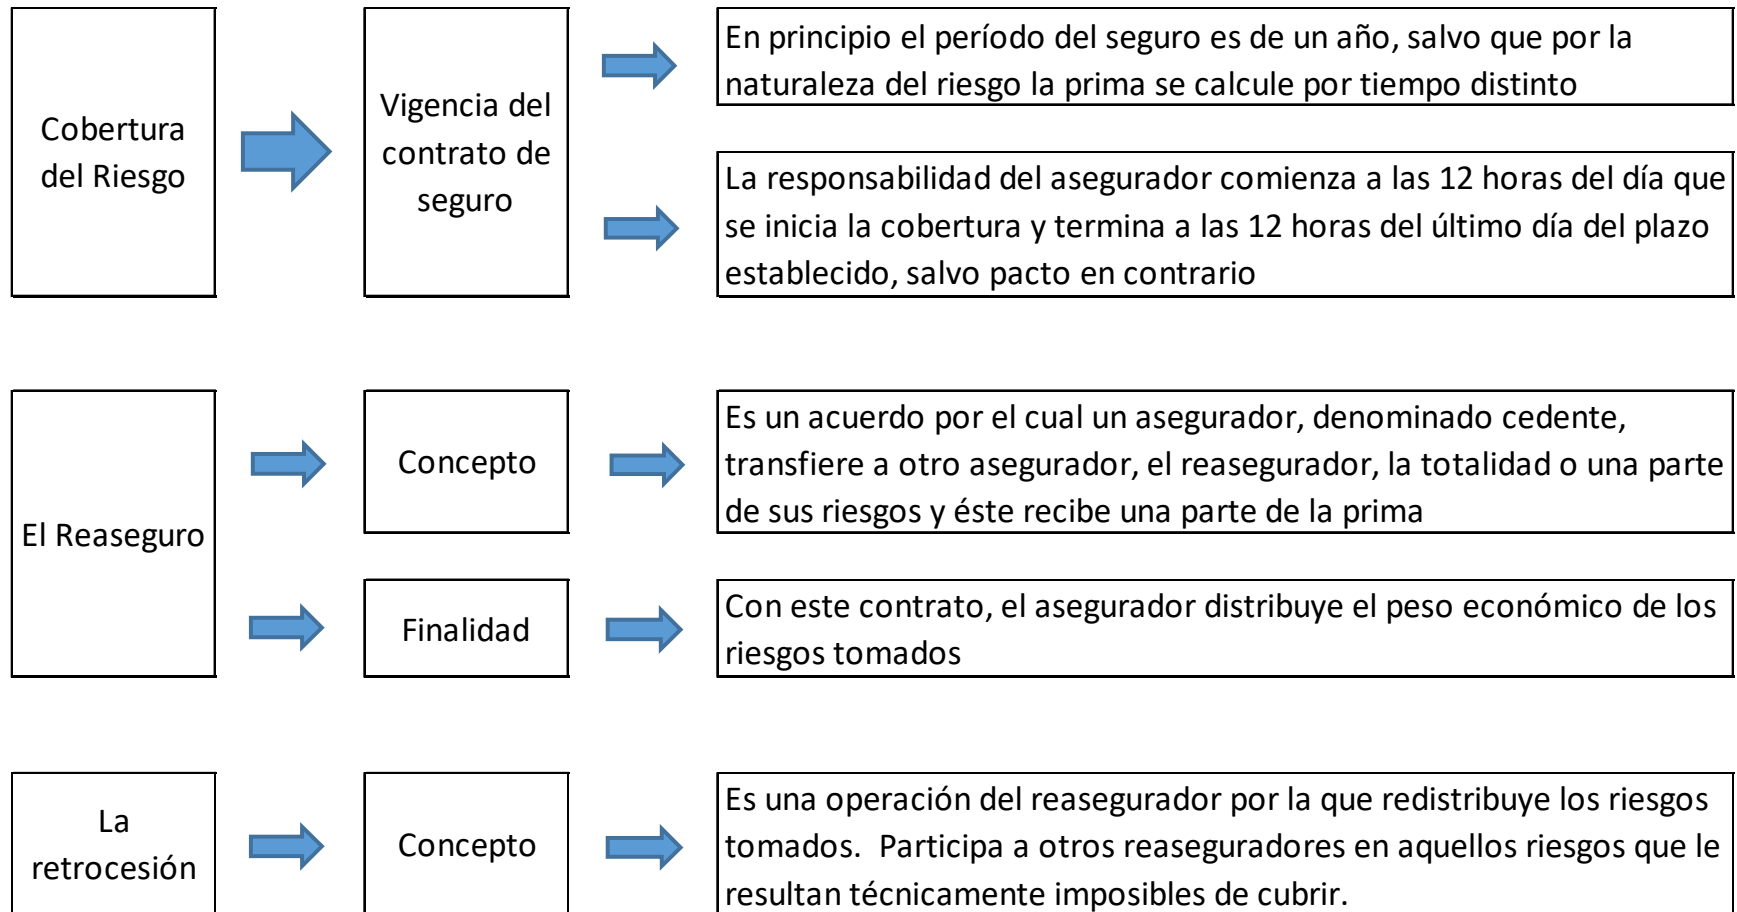 Cobertura
del Riesgo
Vigencia del
contrato de
seguro
En principio el período del seguro es de un año, salvo que por la
naturaleza del riesgo la prima se calcule por tiempo distinto
La responsabilidad del asegurador comienza a las 12 horas del día que
se inicia la cobertura y termina a las 12 horas del último día del plazo
establecido, salvo pacto en contrario
El Reaseguro
Concepto
Es un acuerdo por el cual un asegurador, denominado cedente,
transfiere a otro asegurador, el reasegurador, la totalidad o una parte
de sus riesgos y éste recibe una parte de la prima
Finalidad
Con este contrato, el asegurador distribuye el peso económico de los
riesgos tomados
La
retrocesión
Concepto
Es una operación del reasegurador por la que redistribuye los riesgos
tomados.  Participa a otros reaseguradores en aquellos riesgos que le
resultan técnicamente imposibles de cubrir.